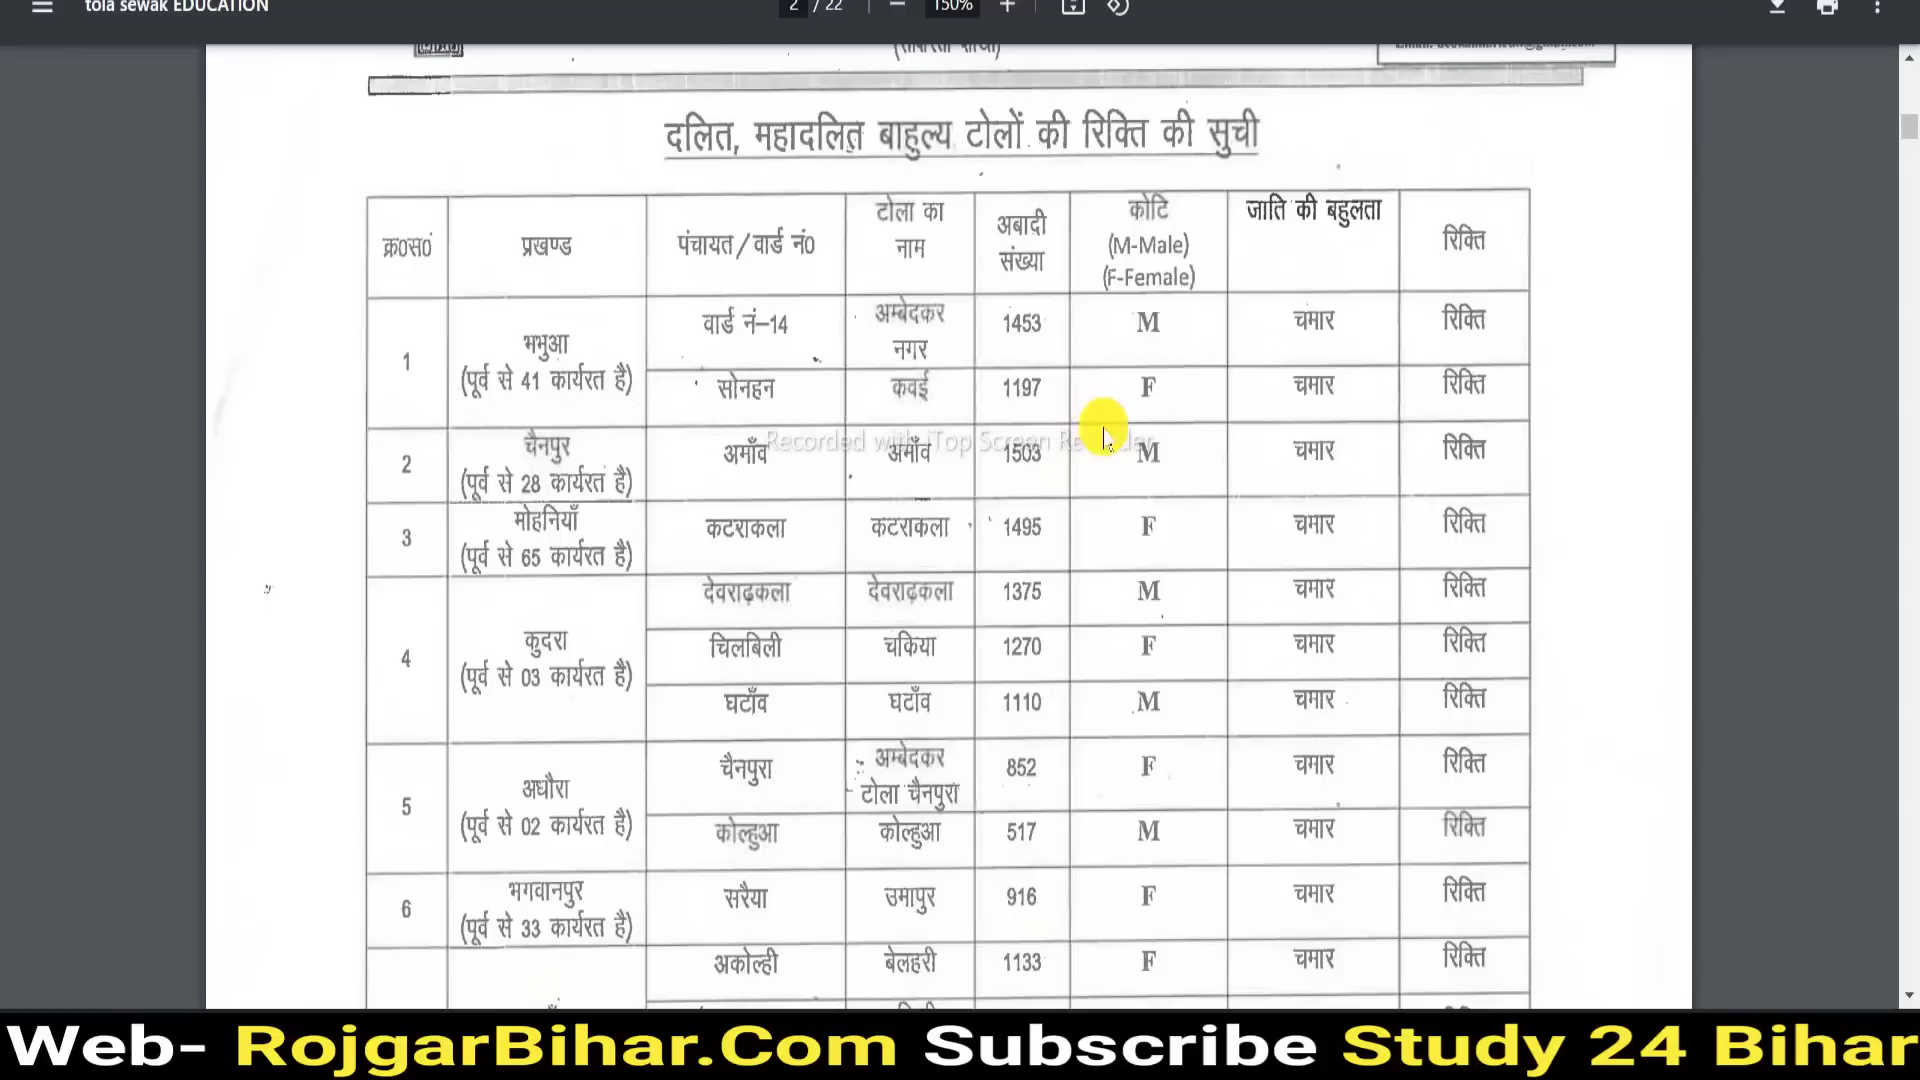 tola sewak EDUCATION
2 / 22
150%
दलित, महादलित बाहुल्य टोलों की रिक्ति की सुची
क्र0स0ं प्रखण्ड पंचायत/वार्ड नं0 टोला का नाम अबादी संख्या कोटि (M-Male) (F-Female) जाति की बहुलता रिक्ति
1 भभुआ (पूर्व से 41 कार्यरत है) वार्ड नं–14 अम्बेदकर नगर 1453 M चमार रिक्ति
सोनहन कवई 1197 F चमार रिक्ति
Recorded with iTop Screen Recorder
2 चैनपुर (पूर्व से 28 कार्यरत है) अमाँव अमाँव 1503 M चमार रिक्ति
3 मोहनियाँ (पूर्व से 65 कार्यरत है) कटराकला कटराकला 1495 F चमार रिक्ति
4 कुदरा (पूर्व से 03 कार्यरत है) देवराढ़कला देवराढ़कला 1375 M चमार रिक्ति
चिलबिली चकिया 1270 F चमार रिक्ति
घटाँव घटाँव 1110 M चमार रिक्ति
5 अधौरा (पूर्व से 02 कार्यरत है) चैनपुरा अम्बेदकर टोला चैनपुरा 852 F चमार रिक्ति
कोल्हुआ कोल्हुआ 517 M चमार रिक्ति
6 भगवानपुर (पूर्व से 33 कार्यरत है) सरैया उमापुर 916 F चमार रिक्ति
अकोल्ही बेलहरी 1133 F चमार रिक्ति
Web- RojgarBihar.Com Subscribe Study 24 Bihar